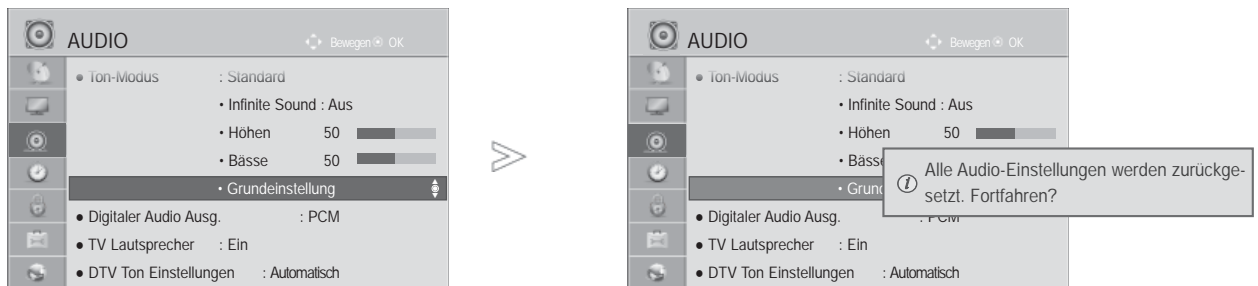 AUDIO Bewegen OK
• Ton-Modus : Standard
• Infinite Sound : Aus
• Höhen 50
• Bässe 50
• Grundeinstellung
• Digitaler Audio Ausg. : PCM
• TV Lautsprecher : Ein
• DTV Ton Einstellungen : Automatisch
AUDIO Bewegen OK
• Ton-Modus : Standard
• Infinite Sound : Aus
• Höhen 50
• Bässe
• Grund
• Digitaler Audio Ausg. : PCM
• TV Lautsprecher : Ein
• DTV Ton Einstellungen : Automatisch
Alle Audio-Einstellungen werden zurückge-
setzt. Fortfahren?